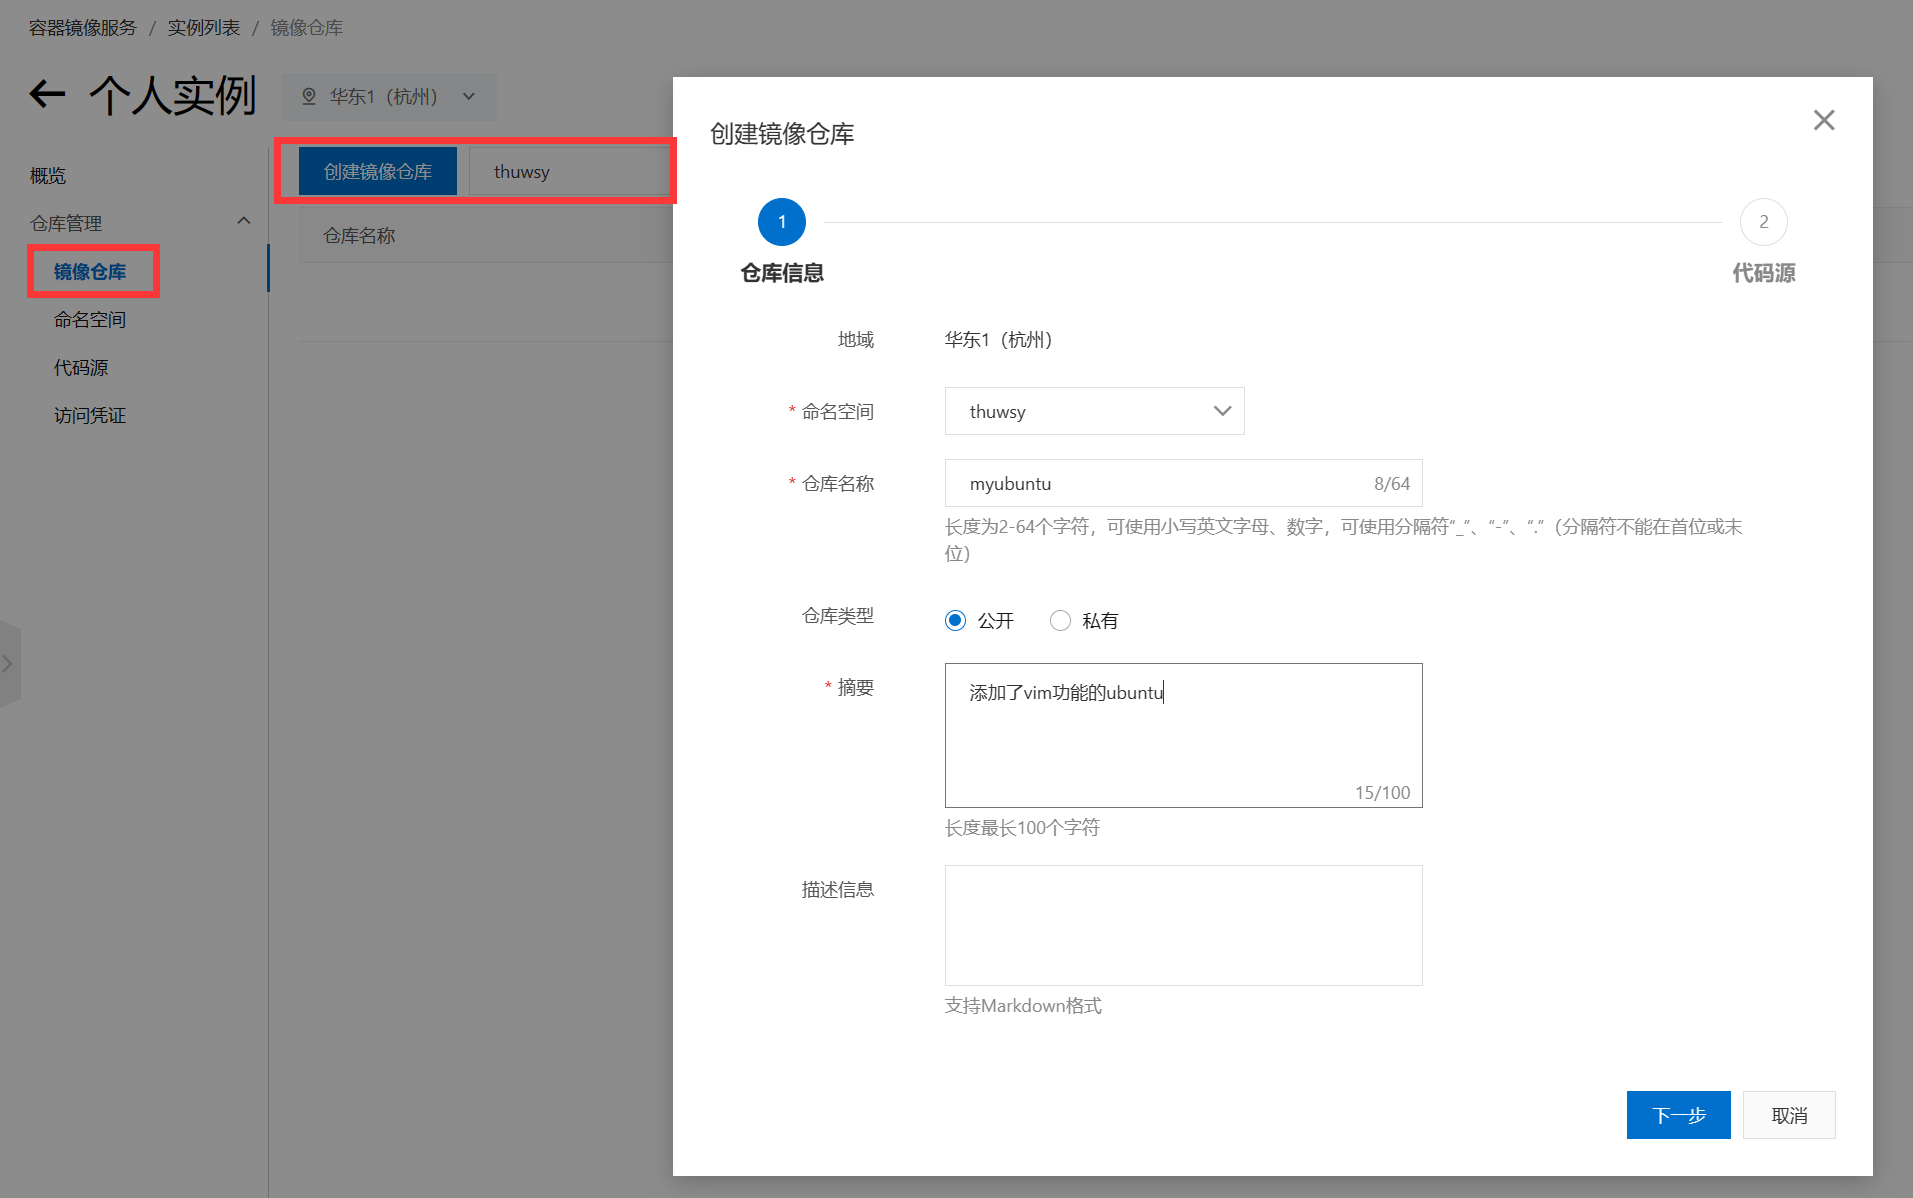 容器镜像服务 / 实例列表 / 镜像仓库
个人实例
华东1（杭州）
概览
仓库管理
镜像仓库
命名空间
代码源
访问凭证
创建镜像仓库
thuwsy
仓库名称
创建镜像仓库
1
2
仓库信息
代码源
地域
华东1（杭州）
* 命名空间
thuwsy
* 仓库名称
myubuntu
8/64
长度为2-64个字符，可使用小写英文字母、数字，可使用分隔符“_”、“-”、“.”（分隔符不能在首位或末
位）
仓库类型
公开
私有
* 摘要
添加了vim功能的ubuntu
15/100
长度最长100个字符
描述信息
支持Markdown格式
下一步
取消